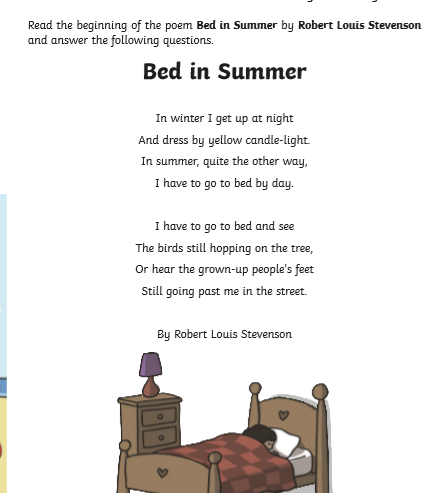 Read the beginning of the poem Bed in Summer by Robert Louis Stevenson
and answer the following questions.
Bed in Summer
In winter I get up at night
And dress by yellow candle-light.
In summer, quite the other way,
I have to go to bed by day.
I have to go to bed and see
The birds still hopping on the tree,
Or hear the grown-up people's feet
Still going past me in the street.
By Robert Louis Stevenson